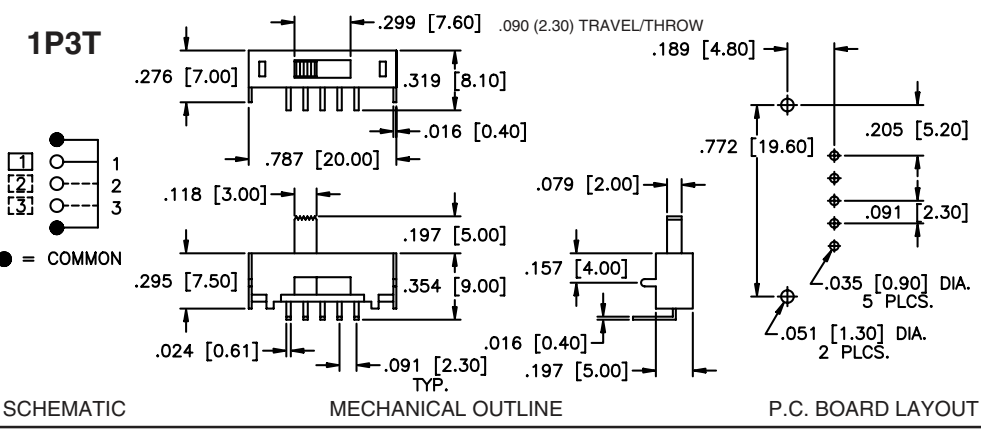 1P3T
.299 [7.60]
.090 (2.30) TRAVEL/THROW
.189 [4.80]
.276 [7.00]
.319 [8.10]
.205 [5.20]
.016 [0.40]
.772 [19.60]
.787 [20.00]
1 1
2 2
3 3
.118 [3.00]
.079 [2.00]
.091 [2.30]
.197 [5.00]
= COMMON
.295 [7.50]
.354 [9.00]
.157 [4.00]
.035 [0.90] DIA.
5 PLCS.
.016 [0.40]
.051 [1.30] DIA.
2 PLCS.
.024 [0.61]
.091 [2.30]
TYP.
.197 [5.00]
SCHEMATIC
MECHANICAL OUTLINE
P.C. BOARD LAYOUT